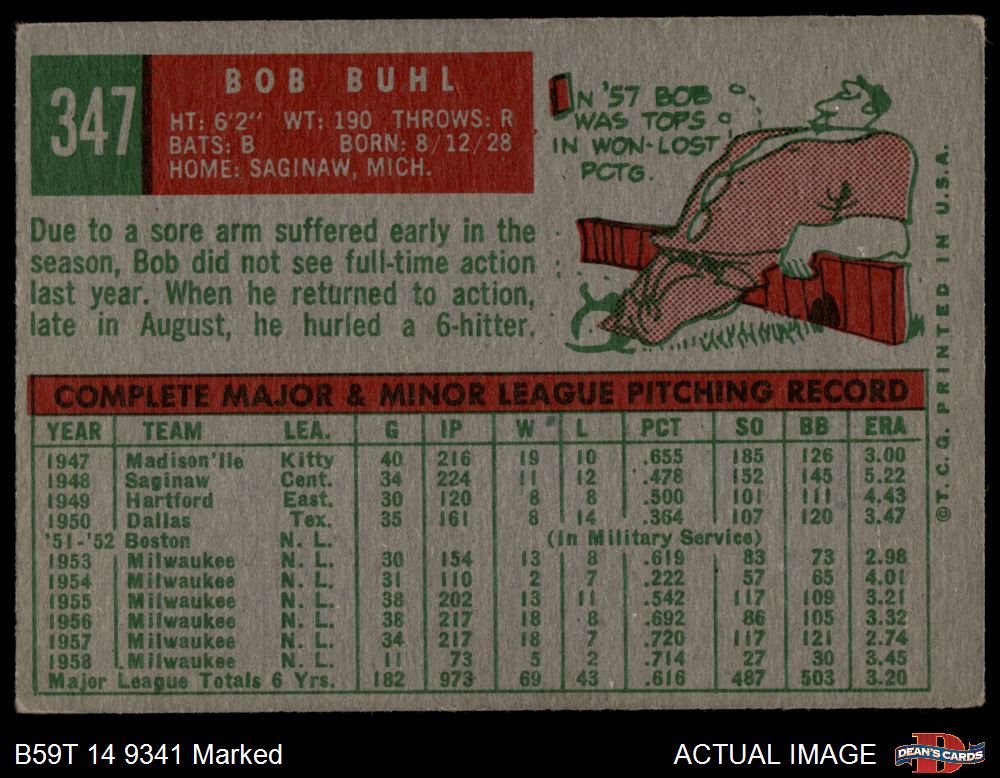 347
BOB BUHL
HT: 6'2" WT: 190 THROWS: R
BATS: B BORN: 8/12/28
HOME: SAGINAW, MICH.
IN '57 BOB
WAS TOPS
IN WON-LOST
PCTG.
Due to a sore arm suffered early in the
season, Bob did not see full-time action
last year. When he returned to action,
late in August, he hurled a 6-hitter.
COMPLETE MAJOR & MINOR LEAGUE PITCHING RECORD
YEAR TEAM LEA. G IP W L PCT SO BB ERA
1947 Madison'lle Kitty 40 216 19 10 .655 185 126 3.00
1948 Saginaw Cent. 34 224 11 12 .478 152 145 5.22
1949 Hartford East. 30 120 8 8 .500 101 111 4.43
1950 Dallas Tex. 35 161 8 14 .364 107 120 3.47
'51-'52 Boston N. L. (In Military Service)
1953 Milwaukee N. L. 30 154 13 8 .619 83 73 2.98
1954 Milwaukee N. L. 31 110 2 7 .222 57 65 4.01
1955 Milwaukee N. L. 38 202 13 11 .542 117 109 3.21
1956 Milwaukee N. L. 38 217 18 8 .692 86 105 3.32
1957 Milwaukee N. L. 34 217 18 7 .720 117 121 2.74
1958 Milwaukee N. L. 11 73 5 2 .714 27 30 3.45
Major League Totals 6 Yrs. 182 973 69 43 .616 487 503 3.20
©T.C.G. PRINTED IN U.S.A.
B59T 14 9341 Marked
ACTUAL IMAGE
DEAN'S CARDS